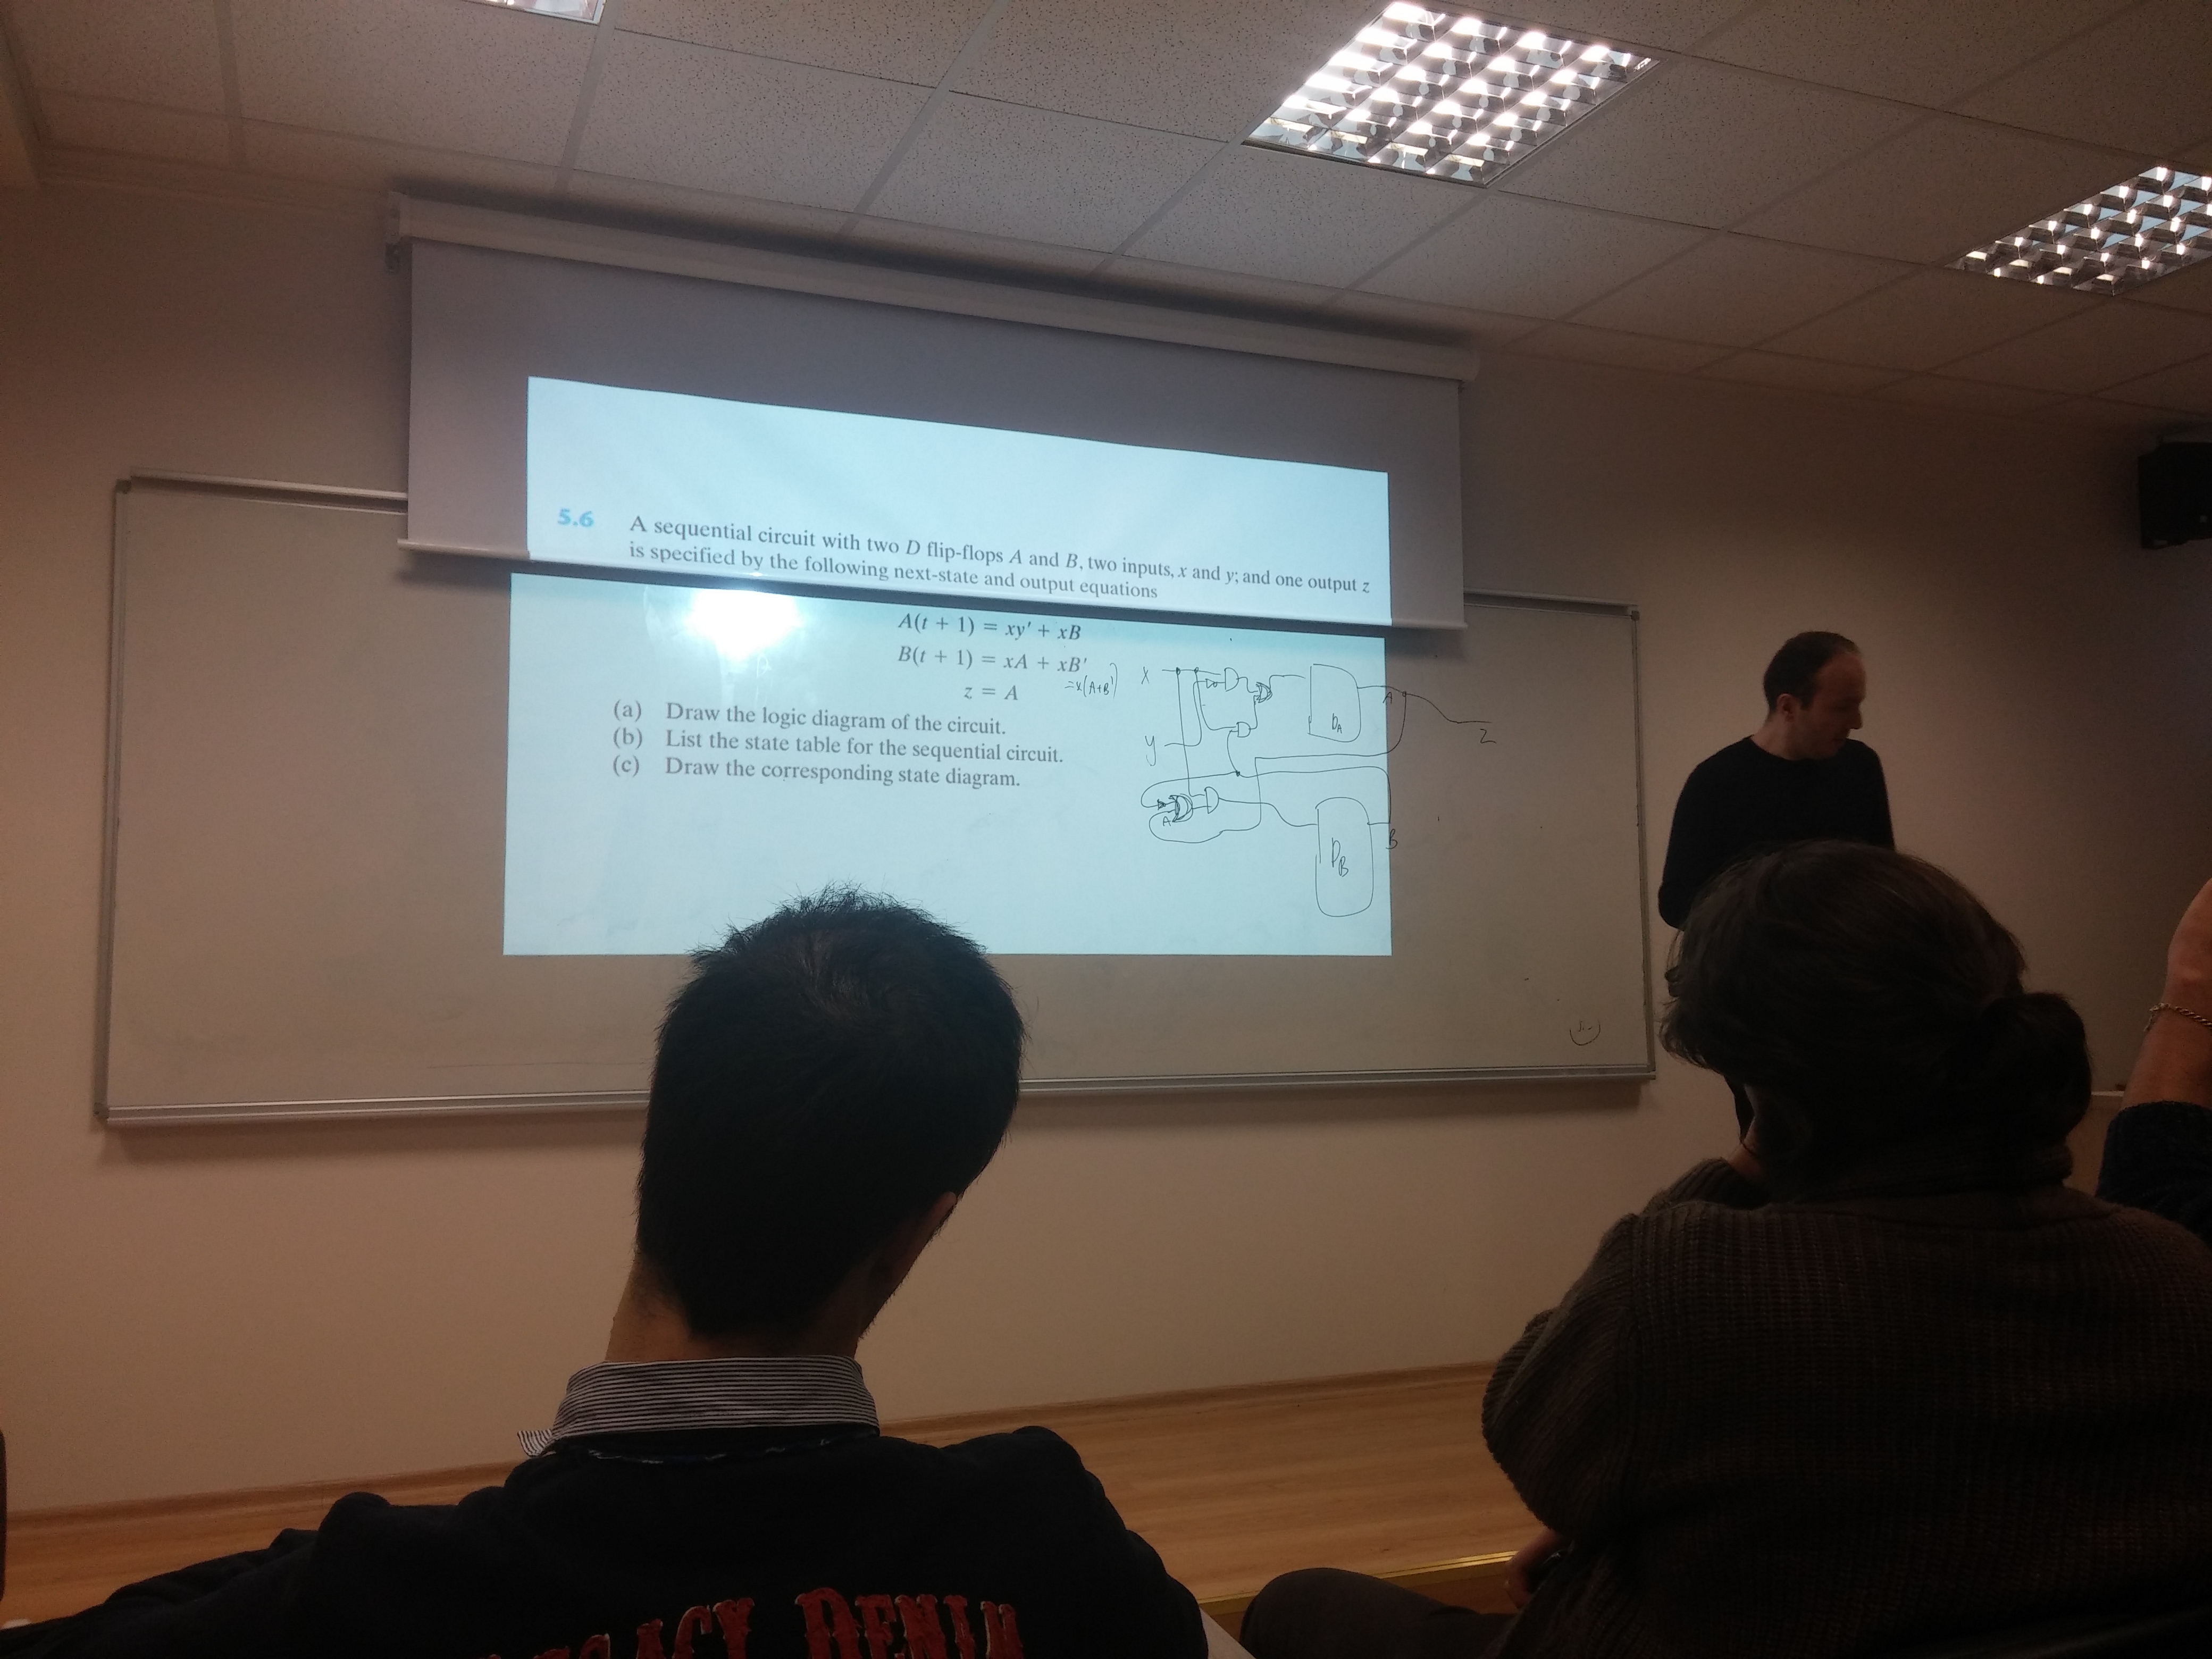 5.6 A sequential circuit with two D flip-flops A and B, two inputs, x and y; and one output z
is specified by the following next-state and output equations
A(t + 1) = xy′ + xB
B(t + 1) = xA + xB′
=x(A+B′)
z = A
(a) Draw the logic diagram of the circuit.
(b) List the state table for the sequential circuit.
(c) Draw the corresponding state diagram.
x
y
D_A
A
z
A
D_B
B
DENIM